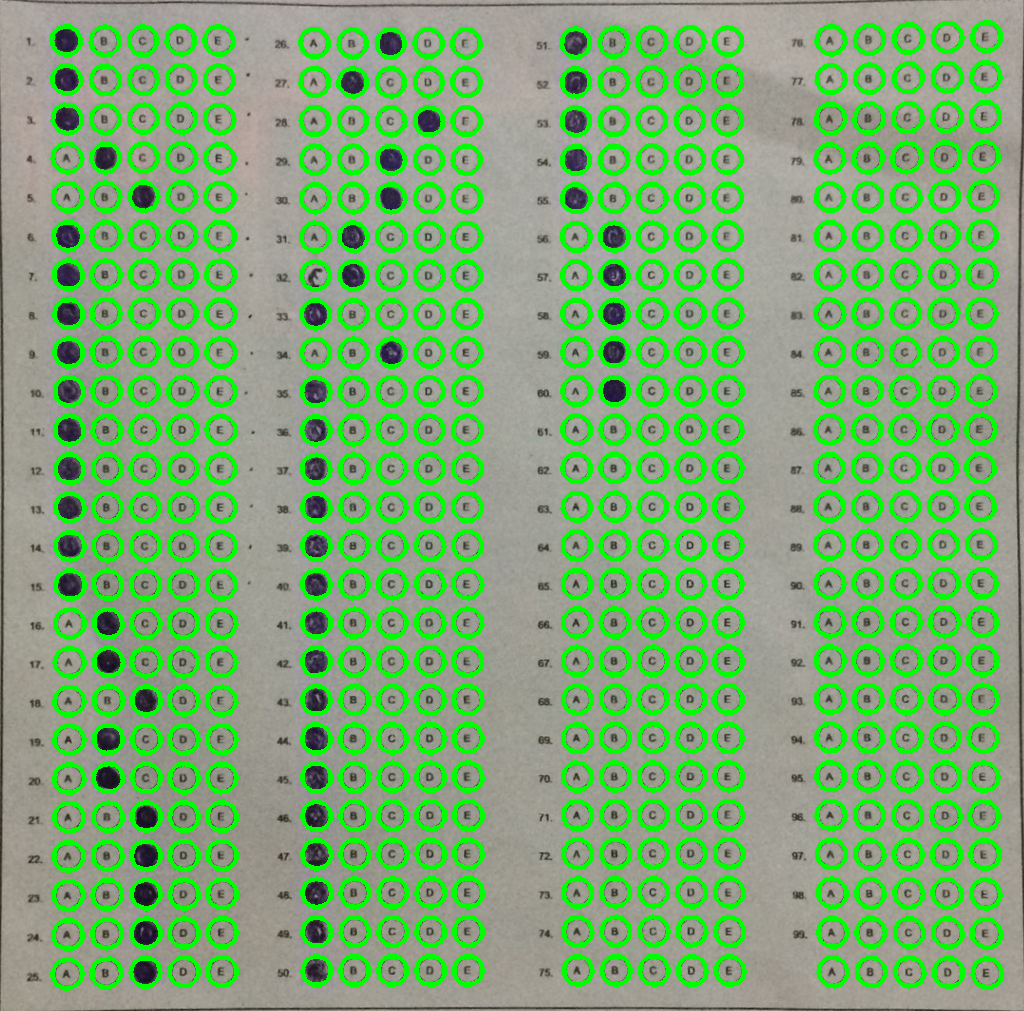 1. B C D E
2. B C D E
3. B C D E
4. A C D E
5. A B D E
6. B C D E
7. B C D E
8. B C D E
9. B C D E
10. B C D E
11. B C D E
12. B C D E
13. B C D E
14. B C D E
15. B C D E
16. A C D E
17. A C D E
18. A B D E
19. A C D E
20. A C D E
21. A B D E
22. A B D E
23. A B D E
24. A B D E
25. A B D E
26. A B D E
27. A C D E
28. A B C E
29. A B D E
30. A B D E
31. A C D E
32. C D E
33. B C D E
34. A B D E
35. B C D E
36. B C D E
37. B C D E
38. B C D E
39. B C D E
40. B C D E
41. B C D E
42. B C D E
43. B C D E
44. B C D E
45. B C D E
46. B C D E
47. B C D E
48. B C D E
49. B C D E
50. B C D E
51. B C D E
52. B C D E
53. B C D E
54. B C D E
55. B C D E
56. A C D E
57. A C D E
58. A C D E
59. A C D E
60. A C D E
61. A B C D E
62. A B C D E
63. A B C D E
64. A B C D E
65. A B C D E
66. A B C D E
67. A B C D E
68. A B C D E
69. A B C D E
70. A B C D E
71. A B C D E
72. A B C D E
73. A B C D E
74. A B C D E
75. A B C D E
76. A B C D E
77. A B C D E
78. A B C D E
79. A B C D E
80. A B C D E
81. A B C D E
82. A B C D E
83. A B C D E
84. A B C D E
85. A B C D E
86. A B C D E
87. A B C D E
88. A B C D E
89. A B C D E
90. A B C D E
91. A B C D E
92. A B C D E
93. A B C D E
94. A B C D E
95. A B C D E
96. A B C D E
97. A B C D E
98. A B C D E
99. A B C D E
A B C D E